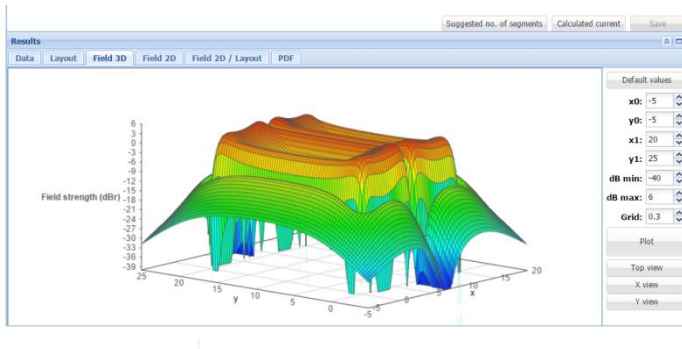 Suggested no. of segments Calculated current Save
Results
Data Layout Field 3D Field 2D Field 2D / Layout PDF
Default values
x0: -5
y0: -5
x1: 20
y1: 25
dB min: -40
dB max: 6
Grid: 0.3
Plot
Top view
X view
Y view
Field strength (dBr)
6
3
0
-3
-6
-9
-12
-15
-18
-21
-24
-27
-30
-33
-36
-39
25 20 15 10 5 0 -5
y
-5 0 5 10 15 20
x